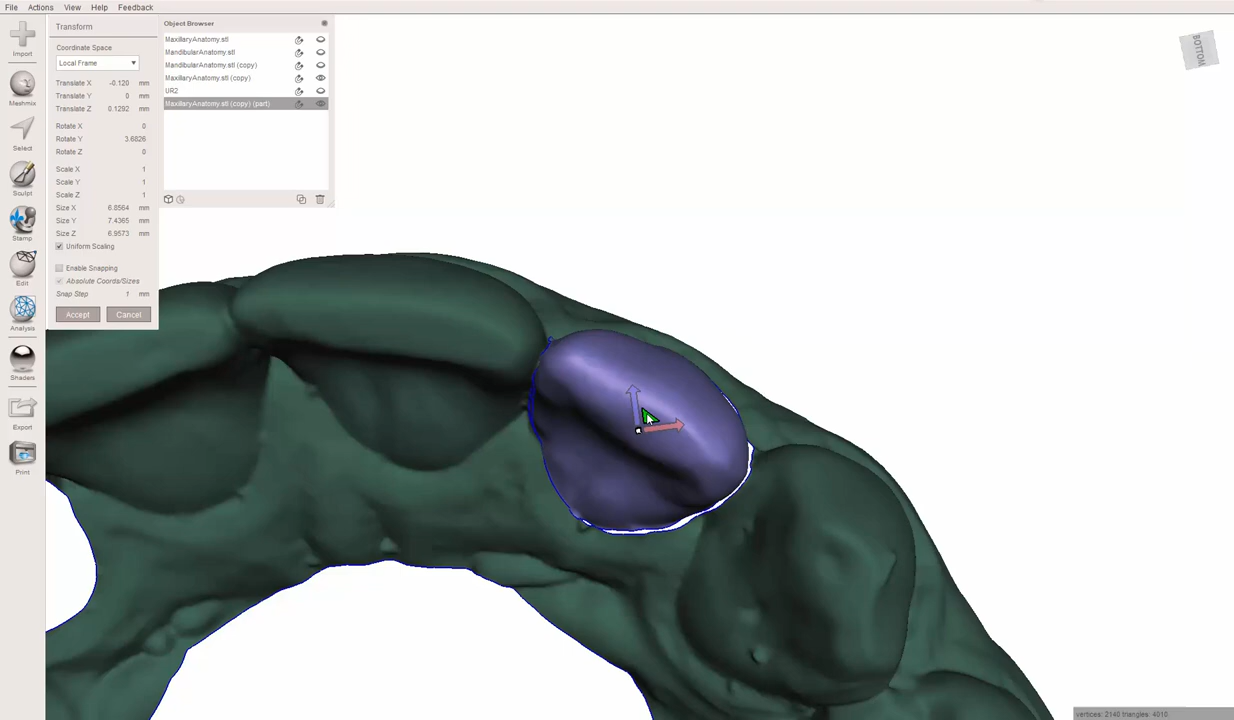 File Actions View Help Feedback
Import
Meshmix
Select
Sculpt
Stamp
Edit
Analysis
Shaders
Export
Print
Transform
Coordinate Space
Local Frame
Translate X -0.120 mm
Translate Y 0 mm
Translate Z 0.1292 mm
Rotate X 0
Rotate Y 3.6826
Rotate Z 0
Scale X 1
Scale Y 1
Scale Z 1
Size X 6.8564 mm
Size Y 7.4365 mm
Size Z 6.9573 mm
Uniform Scaling
Enable Snapping
Absolute Coords/Sizes
Snap Step 1 mm
Accept Cancel
Object Browser
MaxillaryAnatomy.stl
MandibularAnatomy.stl
MandibularAnatomy.stl (copy)
MaxillaryAnatomy.stl (copy)
UR2
MaxillaryAnatomy.stl (copy) (part)
BOTTOM
vertices: 2140 triangles: 4010